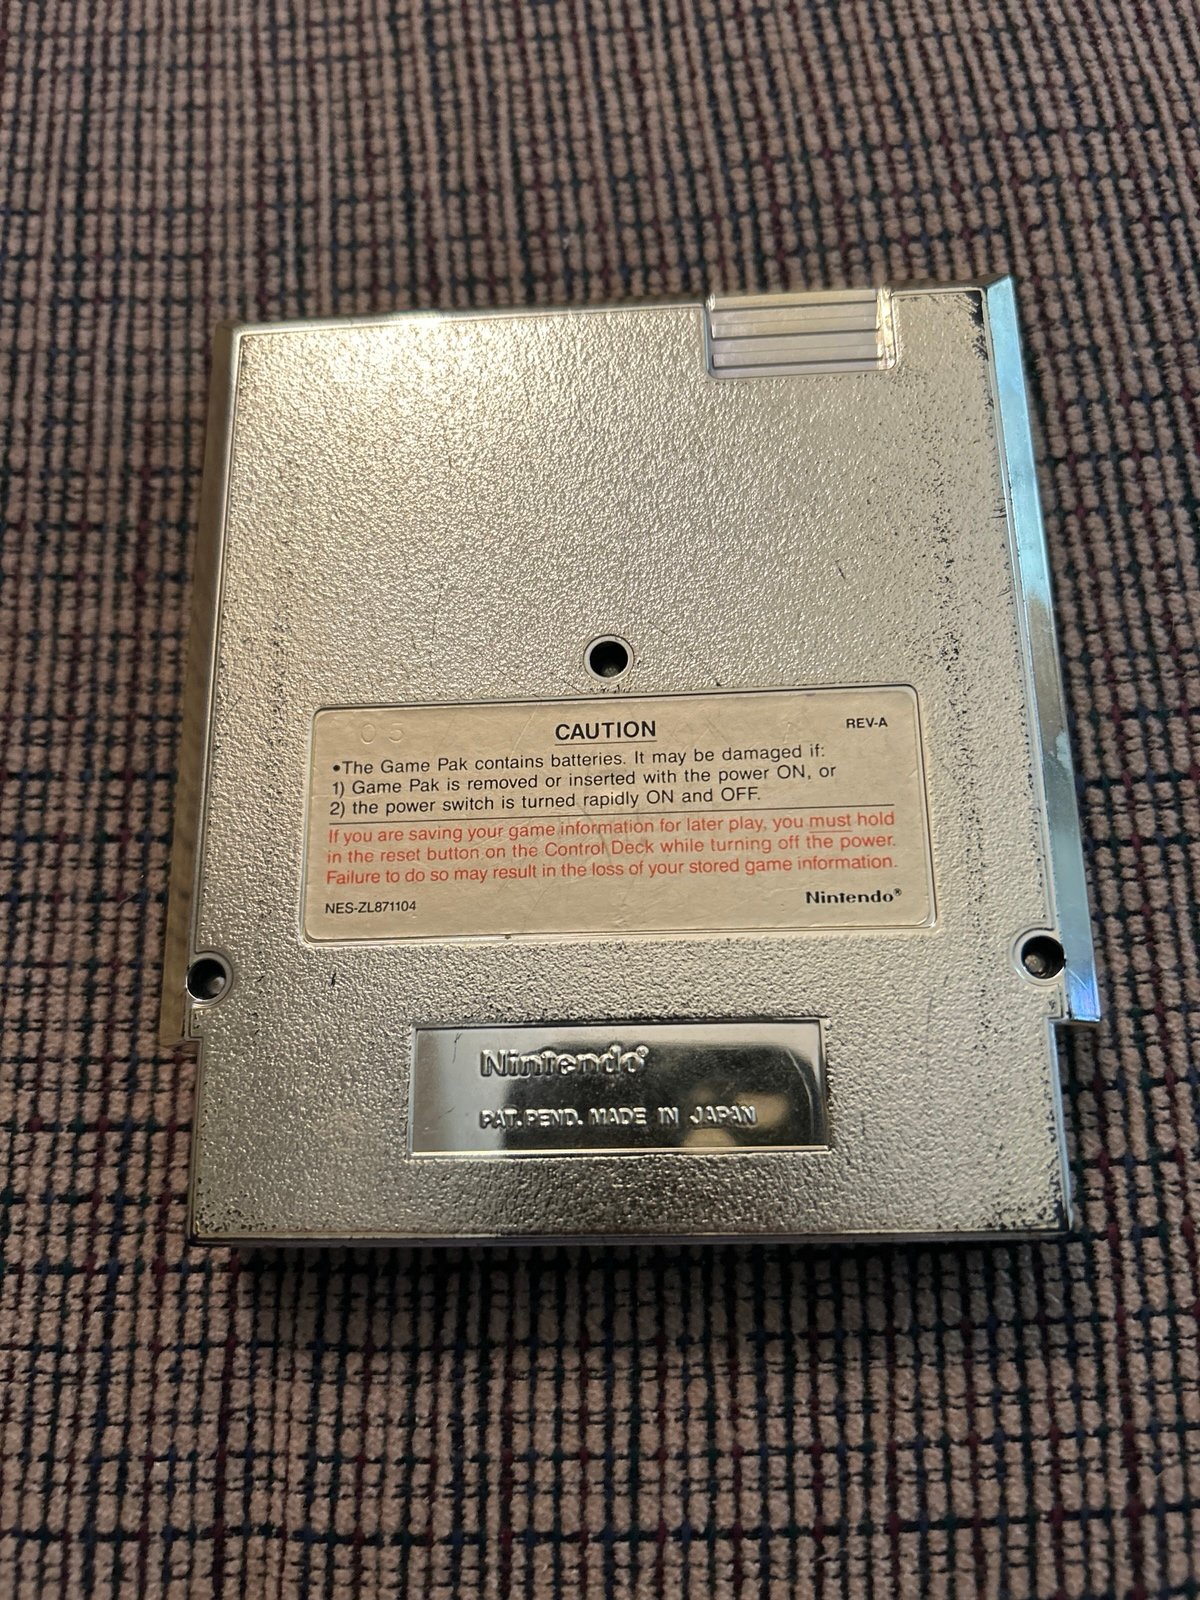 05
CAUTION
REV-A
•The Game Pak contains batteries. It may be damaged if:
1) Game Pak is removed or inserted with the power ON, or
2) the power switch is turned rapidly ON and OFF.
If you are saving your game information for later play, you must hold
in the reset button on the Control Deck while turning off the power.
Failure to do so may result in the loss of your stored game information.
NES-ZL871104
Nintendo®
Nintendo®
PAT. PEND. MADE IN JAPAN